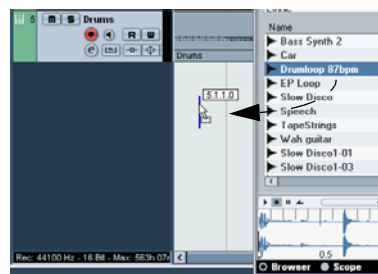 5 M S Drums
R W
e
Drums
5.1.1.0
Name
Bass Synth 2
Car
Drumloop 87bpm
EP Loop
Slow Disco
Speech
TapeStrings
Wah guitar
Slow Disco1-01
Slow Disco1-03
0.5
Browser Scope
Rec: 44100 Hz - 16 Bit - Max: 563h 07